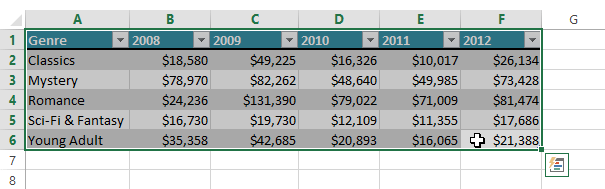 A B C D E F G
1 Genre 2008 2009 2010 2011 2012
2 Classics $18,580 $49,225 $16,326 $10,017 $26,134
3 Mystery $78,970 $82,262 $48,640 $49,985 $73,428
4 Romance $24,236 $131,390 $79,022 $71,009 $81,474
5 Sci-Fi & Fantasy $16,730 $19,730 $12,109 $11,355 $17,686
6 Young Adult $35,358 $42,685 $20,893 $16,065 $21,388
7
8